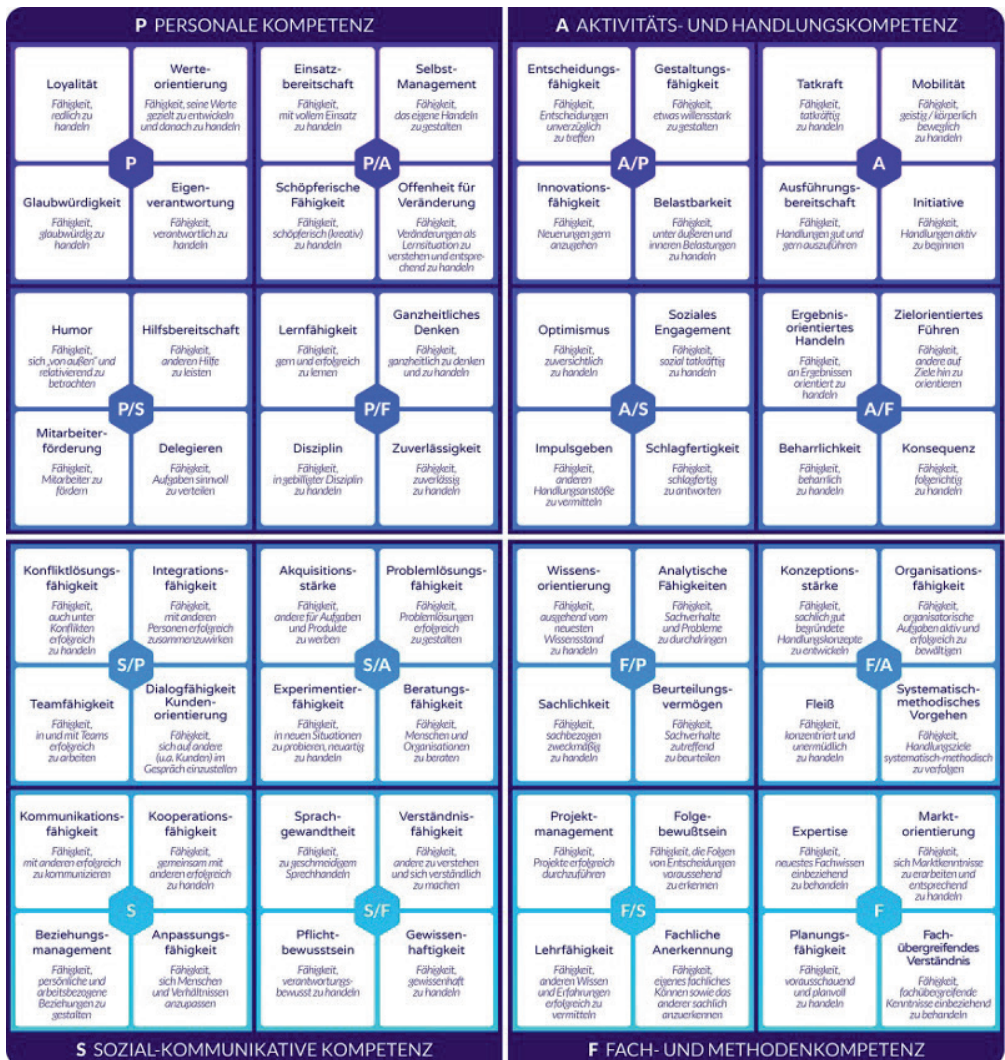 P PERSONALE KOMPETENZ
Loyalität
Fähigkeit,
redlich zu
handeln
Werte-
orientierung
Fähigkeit, seine Werte
gezielt zu entwickeln
und danach zu handeln
P
Glaubwürdigkeit
Fähigkeit,
glaubwürdig zu
handeln
Eigen-
verantwortung
Fähigkeit,
verantwortlich zu
handeln
Einsatz-
bereitschaft
Fähigkeit,
mit vollem Einsatz
zu handeln
Selbst-
Management
Fähigkeit,
das eigene Handeln
zu gestalten
P/A
Schöpferische
Fähigkeit
Fähigkeit,
schöpferisch (kreativ)
zu handeln
Offenheit für
Veränderung
Fähigkeit,
Veränderungen als
Lernsituation zu
verstehen und entspre-
chend zu handeln
Humor
Fähigkeit,
sich „von außen“ und
relativierend zu
betrachten
Hilfsbereitschaft
Fähigkeit,
anderen Hilfe
zu leisten
P/S
Mitarbeiter-
förderung
Fähigkeit,
Mitarbeiter zu
fördern
Delegieren
Fähigkeit,
Aufgaben sinnvoll
zu verteilen
Lernfähigkeit
Fähigkeit,
gern und erfolgreich
zu lernen
Ganzheitliches
Denken
Fähigkeit,
ganzheitlich zu denken
und zu handeln
P/F
Disziplin
Fähigkeit,
in gebilligter Disziplin
zu handeln
Zuverlässigkeit
Fähigkeit,
zuverlässig
zu handeln
A AKTIVITÄTS- UND HANDLUNGSKOMPETENZ
Entscheidungs-
fähigkeit
Fähigkeit,
Entscheidungen
unverzüglich
zu treffen
Gestaltungs-
fähigkeit
Fähigkeit,
etwas willensstark
zu gestalten
A/P
Innovations-
fähigkeit
Fähigkeit,
Neuerungen gern
anzugehen
Belastbarkeit
Fähigkeit,
unter äußeren und
inneren Belastungen
zu handeln
Tatkraft
Fähigkeit,
tatkräftig
zu handeln
Mobilität
Fähigkeit,
geistig / körperlich
beweglich
zu handeln
A
Ausführungs-
bereitschaft
Fähigkeit,
Handlungen gut und
gern auszuführen
Initiative
Fähigkeit,
Handlungen aktiv
zu beginnen
Optimismus
Fähigkeit,
zuversichtlich
zu handeln
Soziales
Engagement
Fähigkeit,
sozial tatkräftig
zu handeln
A/S
Impulsgeben
Fähigkeit,
anderen
Handlungsanstöße
zu vermitteln
Schlagfertigkeit
Fähigkeit,
schlagfertig
zu antworten
Ergebnis-
orientiertes
Handeln
Fähigkeit,
an Ergebnissen
orientiert zu
handeln
Zielorientiertes
Führen
Fähigkeit,
andere auf
Ziele hin zu
orientieren
A/F
Beharrlichkeit
Fähigkeit,
beharrlich
zu handeln
Konsequenz
Fähigkeit,
folgerichtig
zu handeln
Konfliktlösungs-
fähigkeit
Fähigkeit,
auch unter
Konflikten
erfolgreich
zu handeln
Integrations-
fähigkeit
Fähigkeit,
mit anderen
Personen erfolgreich
zusammenzuwirken
S/P
Teamfähigkeit
Fähigkeit,
in und mit Teams
erfolgreich
zu arbeiten
Dialogfähigkeit
Kunden-
orientierung
Fähigkeit,
sich auf andere
(u.a. Kunden) im
Gespräch einzustellen
Akquisitions-
stärke
Fähigkeit,
andere für Aufgaben
und Produkte
zu werben
Problemlösungs-
fähigkeit
Fähigkeit,
Problemlösungen
erfolgreich
zu gestalten
S/A
Experimentier-
fähigkeit
Fähigkeit,
in neuen Situationen
zu probieren, neuartig
zu handeln
Beratungs-
fähigkeit
Fähigkeit,
Menschen und
Organisationen
zu beraten
Kommunikations-
fähigkeit
Fähigkeit,
mit anderen erfolgreich
zu kommunizieren
Kooperations-
fähigkeit
Fähigkeit,
gemeinsam mit
anderen erfolgreich
zu handeln
S
Beziehungs-
management
Fähigkeit,
persönliche und
arbeitsbezogene
Beziehungen zu
gestalten
Anpassungs-
fähigkeit
Fähigkeit,
sich Menschen
und Verhältnissen
anzupassen
Sprach-
gewandtheit
Fähigkeit,
zu geschmeidigem
Sprechhandeln
Verständnis-
fähigkeit
Fähigkeit,
andere zu verstehen
und sich verständlich
zu machen
S/F
Pflicht-
bewusstsein
Fähigkeit,
verantwortungs-
bewusst zu handeln
Gewissen-
haftigkeit
Fähigkeit,
gewissenhaft
zu handeln
S SOZIAL-KOMMUNIKATIVE KOMPETENZ
Wissens-
orientierung
Fähigkeit,
ausgehend vom
neuesten
Wissensstand
zu handeln
Analytische
Fähigkeiten
Fähigkeit,
Sachverhalte
und Probleme
zu durchdringen
F/P
Sachlichkeit
Fähigkeit,
sachbezogen
zweckmäßig
zu handeln
Beurteilungs-
vermögen
Fähigkeit,
Sachverhalte
zutreffend
zu beurteilen
Konzeptions-
stärke
Fähigkeit,
sachlich gut
begründete
Handlungskonzepte
zu entwickeln
Organisations-
fähigkeit
Fähigkeit,
organisatorische
Aufgaben aktiv und
erfolgreich zu
bewältigen
F/A
Fleiß
Fähigkeit,
konzentriert und
unermüdlich
zu handeln
Systematisch-
methodisches
Vorgehen
Fähigkeit,
Handlungsziele
systematisch-methodisch
zu verfolgen
Projekt-
management
Fähigkeit,
Projekte erfolgreich
durchzuführen
Folge-
bewußtsein
Fähigkeit, die Folgen
von Entscheidungen
voraussehend
zu erkennen
F/S
Lehrfähigkeit
Fähigkeit,
anderen Wissen
und Erfahrungen
erfolgreich zu
vermitteln
Fachliche
Anerkennung
Fähigkeit,
eigenes fachliches
Können sowie das
anderer sachlich
anzuerkennen
Expertise
Fähigkeit,
neuestes Fachwissen
einbeziehend
zu behandeln
Markt-
orientierung
Fähigkeit,
sich Marktkenntnisse
zu erarbeiten und
entsprechend
zu handeln
F
Planungs-
fähigkeit
Fähigkeit,
vorausschauend
und planvoll
zu handeln
Fach-
übergreifendes
Verständnis
Fähigkeit,
fachübergreifende
Kenntnisse einbeziehend
zu behandeln
F FACH- UND METHODENKOMPETENZ